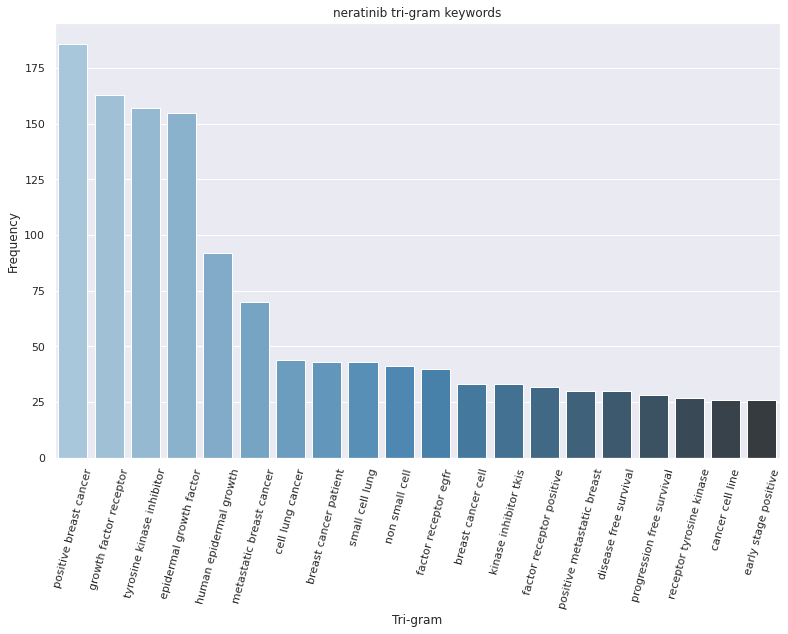 neratinib tri-gram keywords
Frequency
175
150
125
100
75
50
25
0
positive breast cancer
growth factor receptor
tyrosine kinase inhibitor
epidermal growth factor
human epidermal growth
metastatic breast cancer
cell lung cancer
breast cancer patient
small cell lung
non small cell
factor receptor egfr
breast cancer cell
kinase inhibitor tkis
factor receptor positive
positive metastatic breast
disease free survival
progression free survival
receptor tyrosine kinase
cancer cell line
early stage positive
Tri-gram